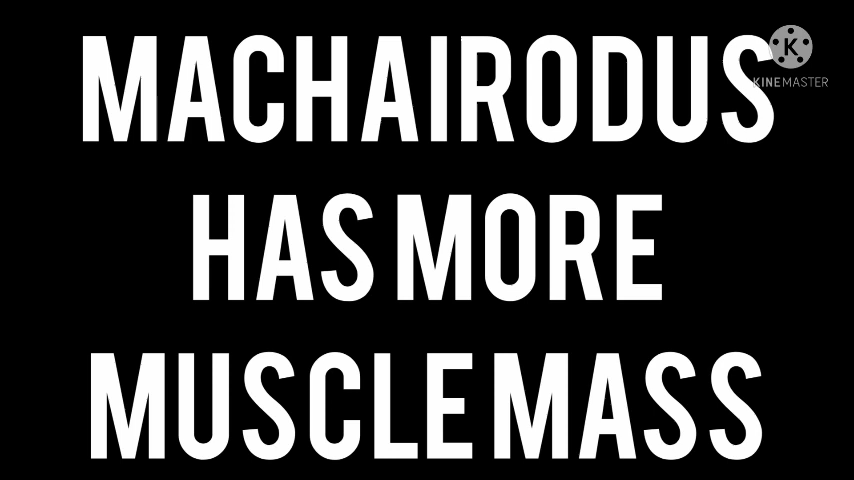 MACHAIRODUS
HAS MORE
MUSCLE MASS
K
KINEMASTER